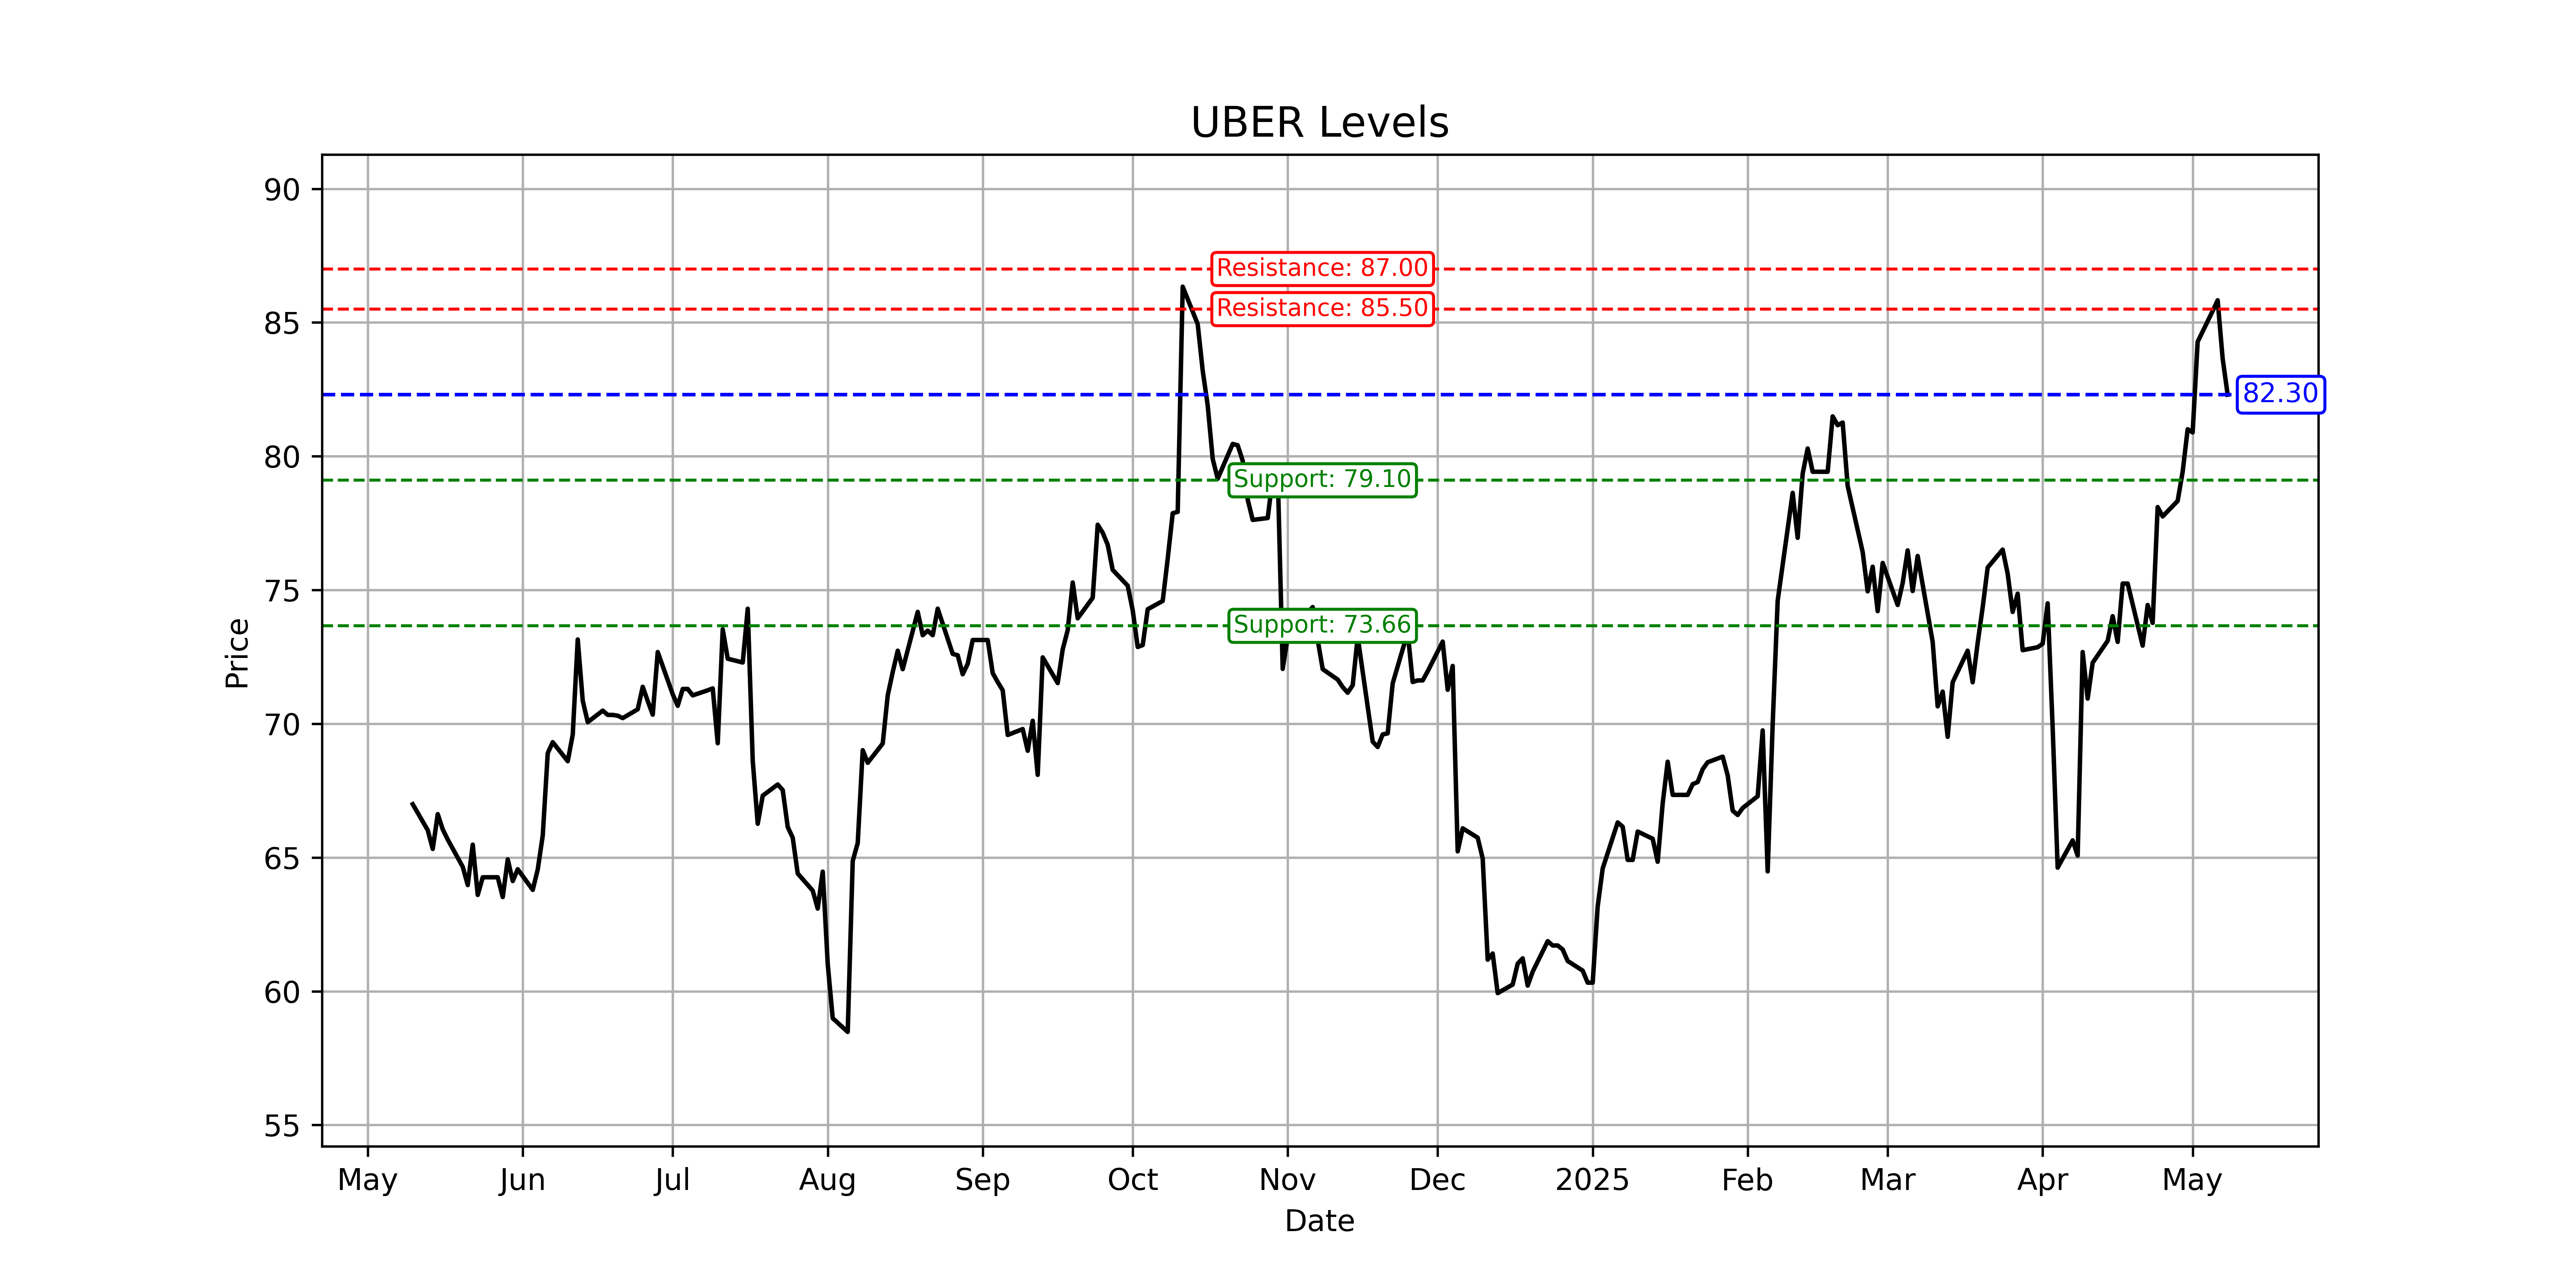 UBER Levels
Price
90
85
80
75
70
65
60
55
Resistance: 87.00
Resistance: 85.50
82.30
Support: 79.10
Support: 73.66
May Jun Jul Aug Sep Oct Nov Dec 2025 Feb Mar Apr May
Date